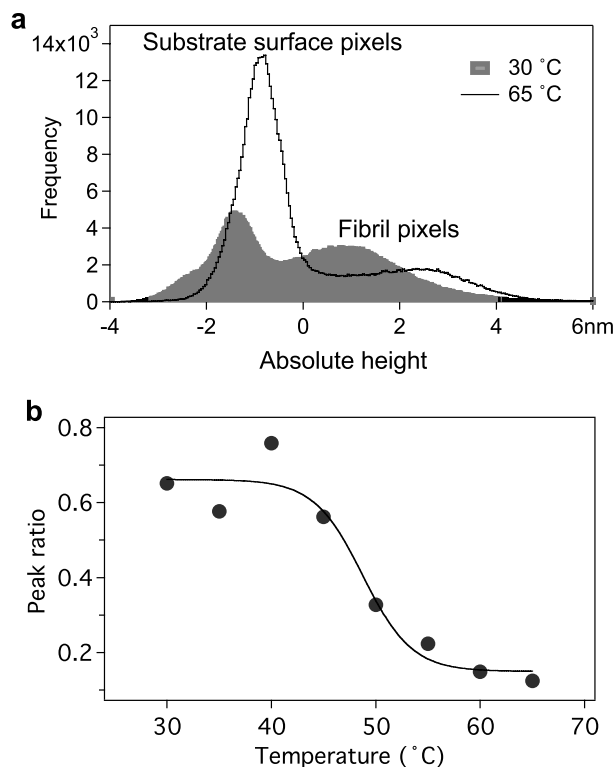 a
Substrate surface pixels
30 ˚C
65 ˚C
Fibril pixels
Frequency
14x10³
12
10
8
6
4
2
0
-4 -2 0 2 4 6nm
Absolute height
b
Peak ratio
0.8
0.6
0.4
0.2
30 40 50 60 70
Temperature (˚C)